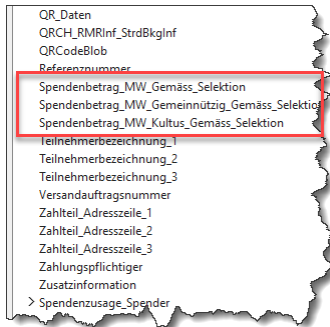 QR_Daten
QRCH_RMRInf_StrdBkgInf
QRCodeBlob
Referenznummer
Spendenbetrag_MW_Gemäss_Selektion
Spendenbetrag_MW_Gemeinnützig_Gemäss_Selektio
Spendenbetrag_MW_Kultus_Gemäss_Selektion
Teilnehmerbezeichnung_1
Teilnehmerbezeichnung_2
Teilnehmerbezeichnung_3
Versandauftragsnummer
Zahlteil_Adresszeile_1
Zahlteil_Adresszeile_2
Zahlteil_Adresszeile_3
Zahlungspflichtiger
Zusatzinformation
> Spendenzusage_Spender